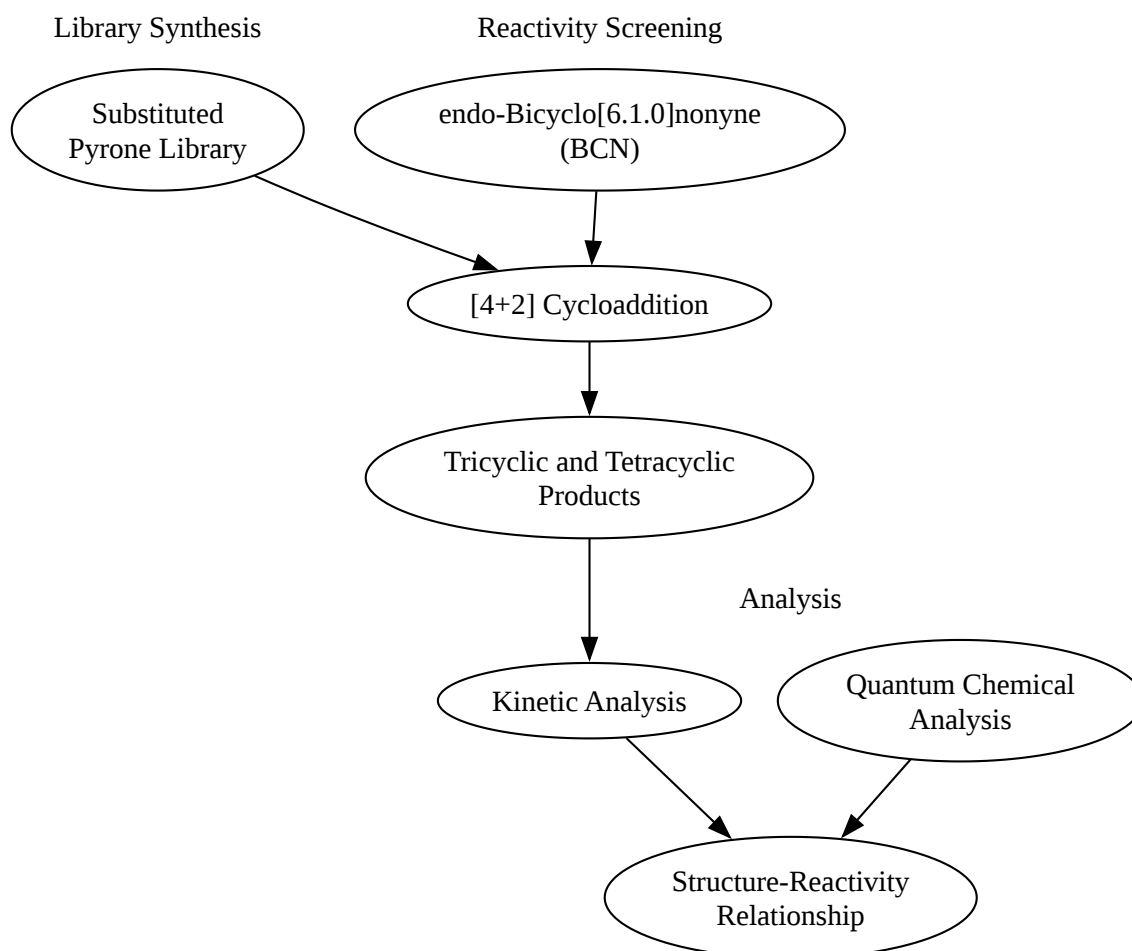 Library Synthesis
Reactivity Screening
Substituted
Pyrone Library
endo-Bicyclo[6.1.0]nonyne
(BCN)
[4+2] Cycloaddition
Tricyclic and Tetracyclic
Products
Analysis
Kinetic Analysis
Quantum Chemical
Analysis
Structure-Reactivity
Relationship